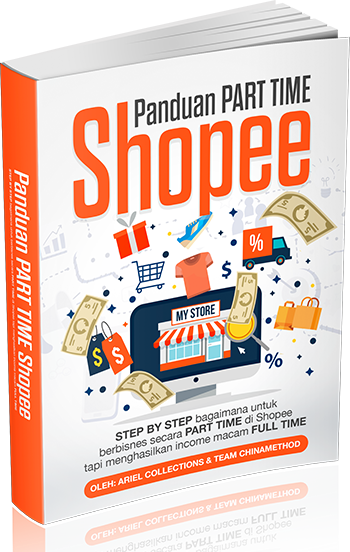 Panduan PART TIME
Shopee
%
$
MY STORE
$ $
%
STEP BY STEP bagaimana untuk
berbisnes secara PART TIME di Shopee
tapi menghasilkan income macam FULL TIME
OLEH: ARIEL COLLECTIONS & TEAM CHINAMETHOD
Panduan PART TIME Shopee